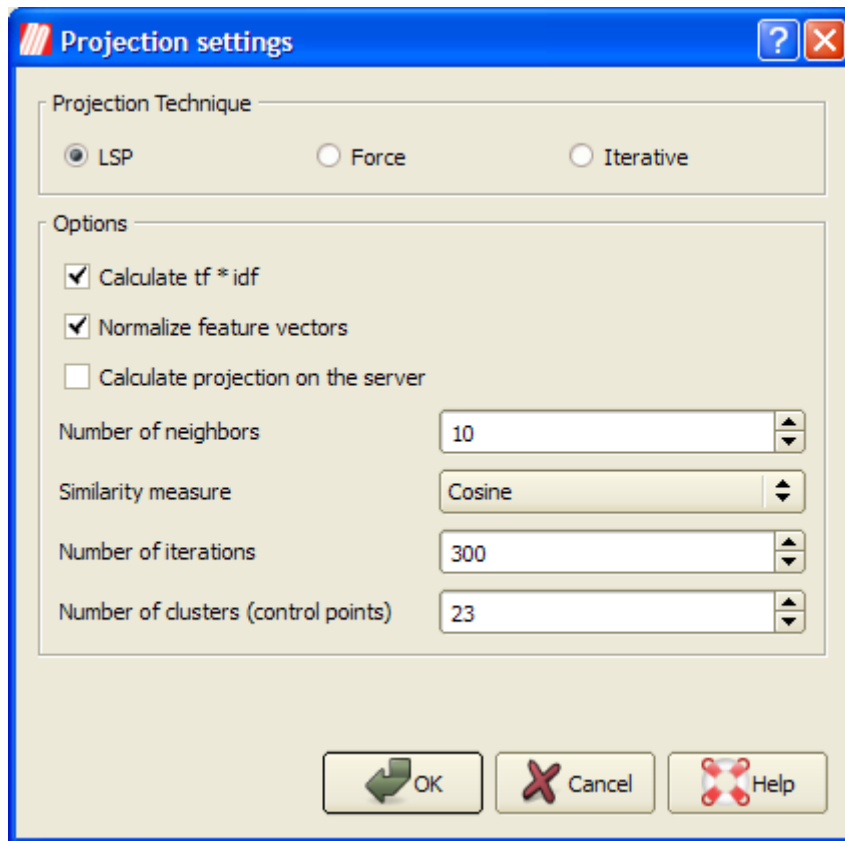 Projection settings
Projection Technique
LSP Force Iterative
Options
Calculate tf * idf
Normalize feature vectors
Calculate projection on the server
Number of neighbors 10
Similarity measure Cosine
Number of iterations 300
Number of clusters (control points) 23
OK Cancel Help